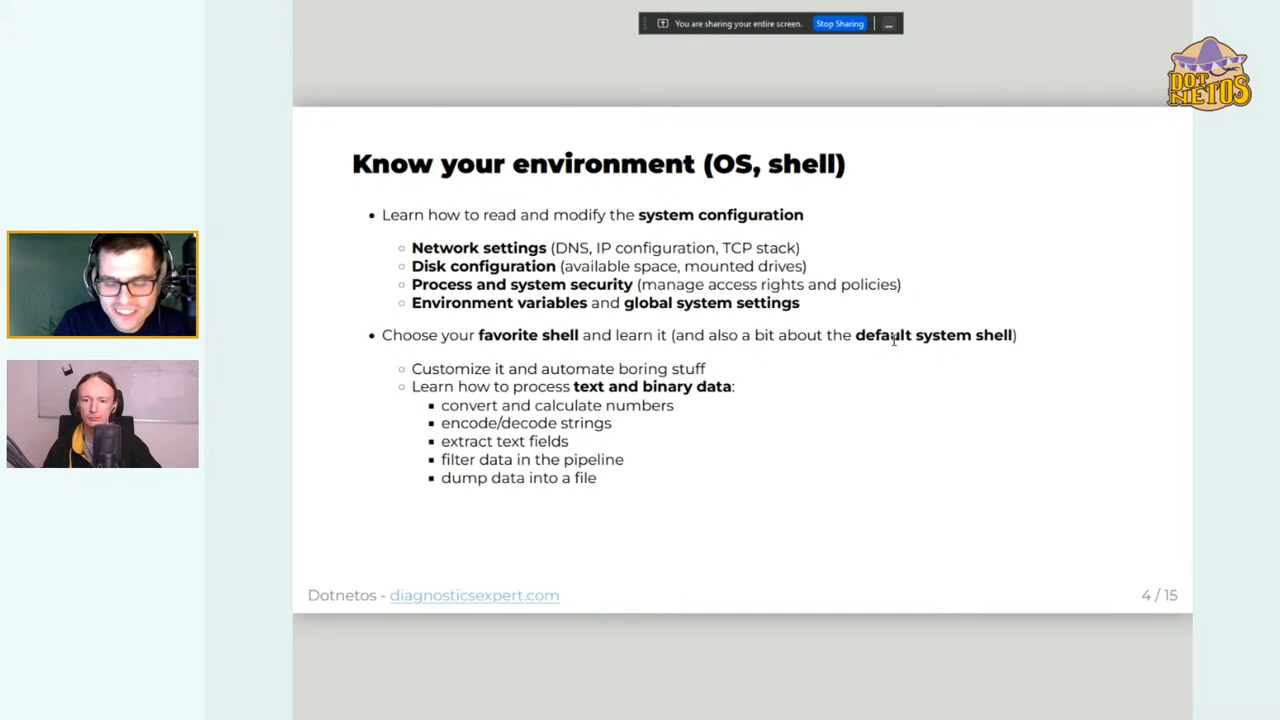 You are sharing your entire screen. Stop Sharing
DOT
NETOS
Know your environment (OS, shell)
• Learn how to read and modify the system configuration
○ Network settings (DNS, IP configuration, TCP stack)
○ Disk configuration (available space, mounted drives)
○ Process and system security (manage access rights and policies)
○ Environment variables and global system settings
• Choose your favorite shell and learn it (and also a bit about the default system shell)
○ Customize it and automate boring stuff
○ Learn how to process text and binary data:
▪ convert and calculate numbers
▪ encode/decode strings
▪ extract text fields
▪ filter data in the pipeline
▪ dump data into a file
Dotnetos - diagnosticsexpert.com
4 / 15